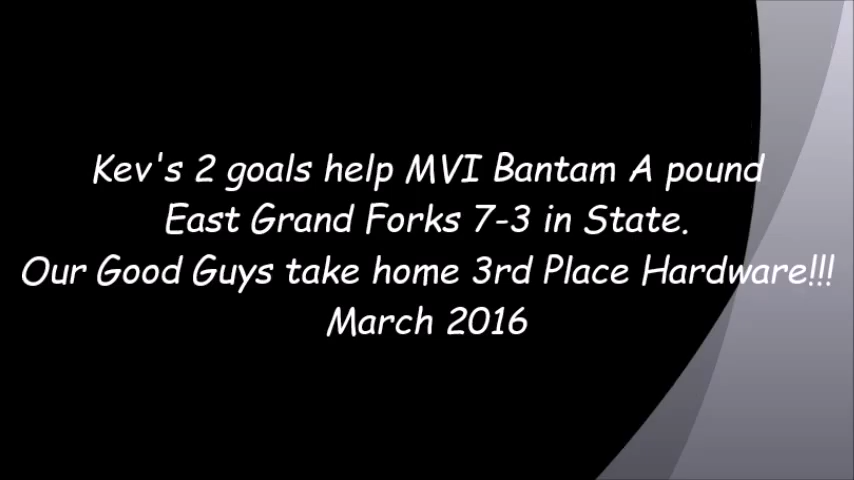 Kev's 2 goals help MVI Bantam A pound
East Grand Forks 7-3 in State.
Our Good Guys take home 3rd Place Hardware!!!
March 2016